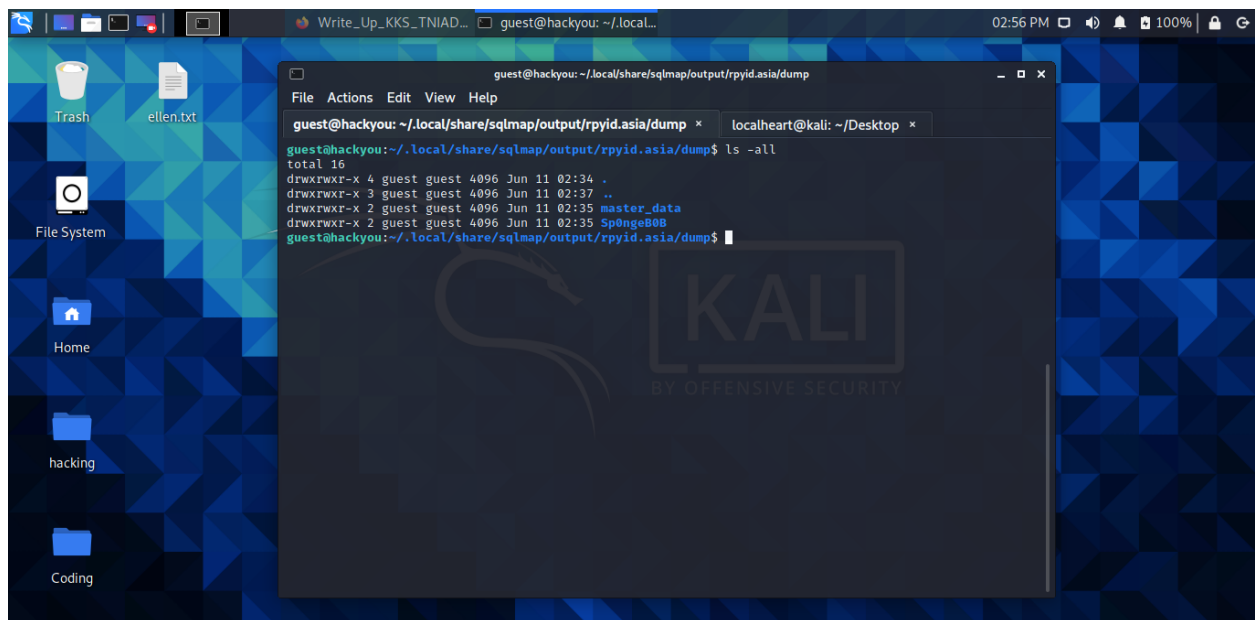 Write_Up_KKS_TNIAD... guest@hackyou: ~/.local... 02:56 PM 100%
guest@hackyou: ~/.local/share/sqlmap/output/rpyid.asia/dump
File Actions Edit View Help
guest@hackyou: ~/.local/share/sqlmap/output/rpyid.asia/dump × localheart@kali: ~/Desktop ×
guest@hackyou:~/.local/share/sqlmap/output/rpyid.asia/dump$ ls -all
total 16
drwxrwxr-x 4 guest guest 4096 Jun 11 02:34 .
drwxrwxr-x 3 guest guest 4096 Jun 11 02:37 ..
drwxrwxr-x 2 guest guest 4096 Jun 11 02:35 master_data
drwxrwxr-x 2 guest guest 4096 Jun 11 02:35 Sp0ngeB0B
guest@hackyou:~/.local/share/sqlmap/output/rpyid.asia/dump$
KALI
BY OFFENSIVE SECURITY
Trash
ellen.txt
File System
Home
hacking
Coding